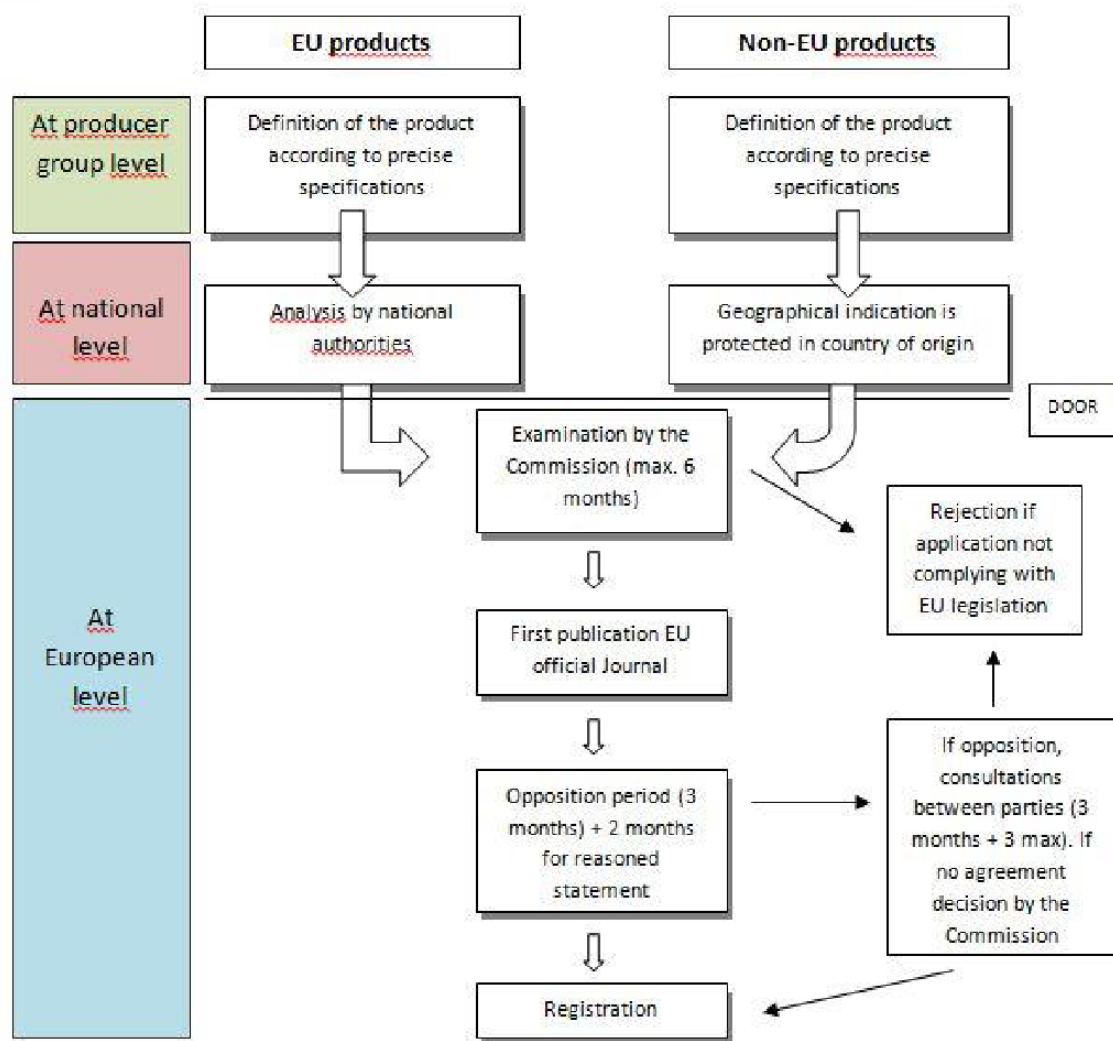 EU products
Non-EU products
At producer
group level
Definition of the product
according to precise
specifications
Definition of the product
according to precise
specifications
At national
level
Analysis by national
authorities
Geographical indication is
protected in country of origin
DOOR
At
European
level
Examination by the
Commission (max. 6
months)
Rejection if
application not
complying with
EU legislation
First publication EU
official Journal
Opposition period (3
months) + 2 months
for reasoned
statement
If opposition,
consultations
between parties (3
months + 3 max). If
no agreement
decision by the
Commission
Registration